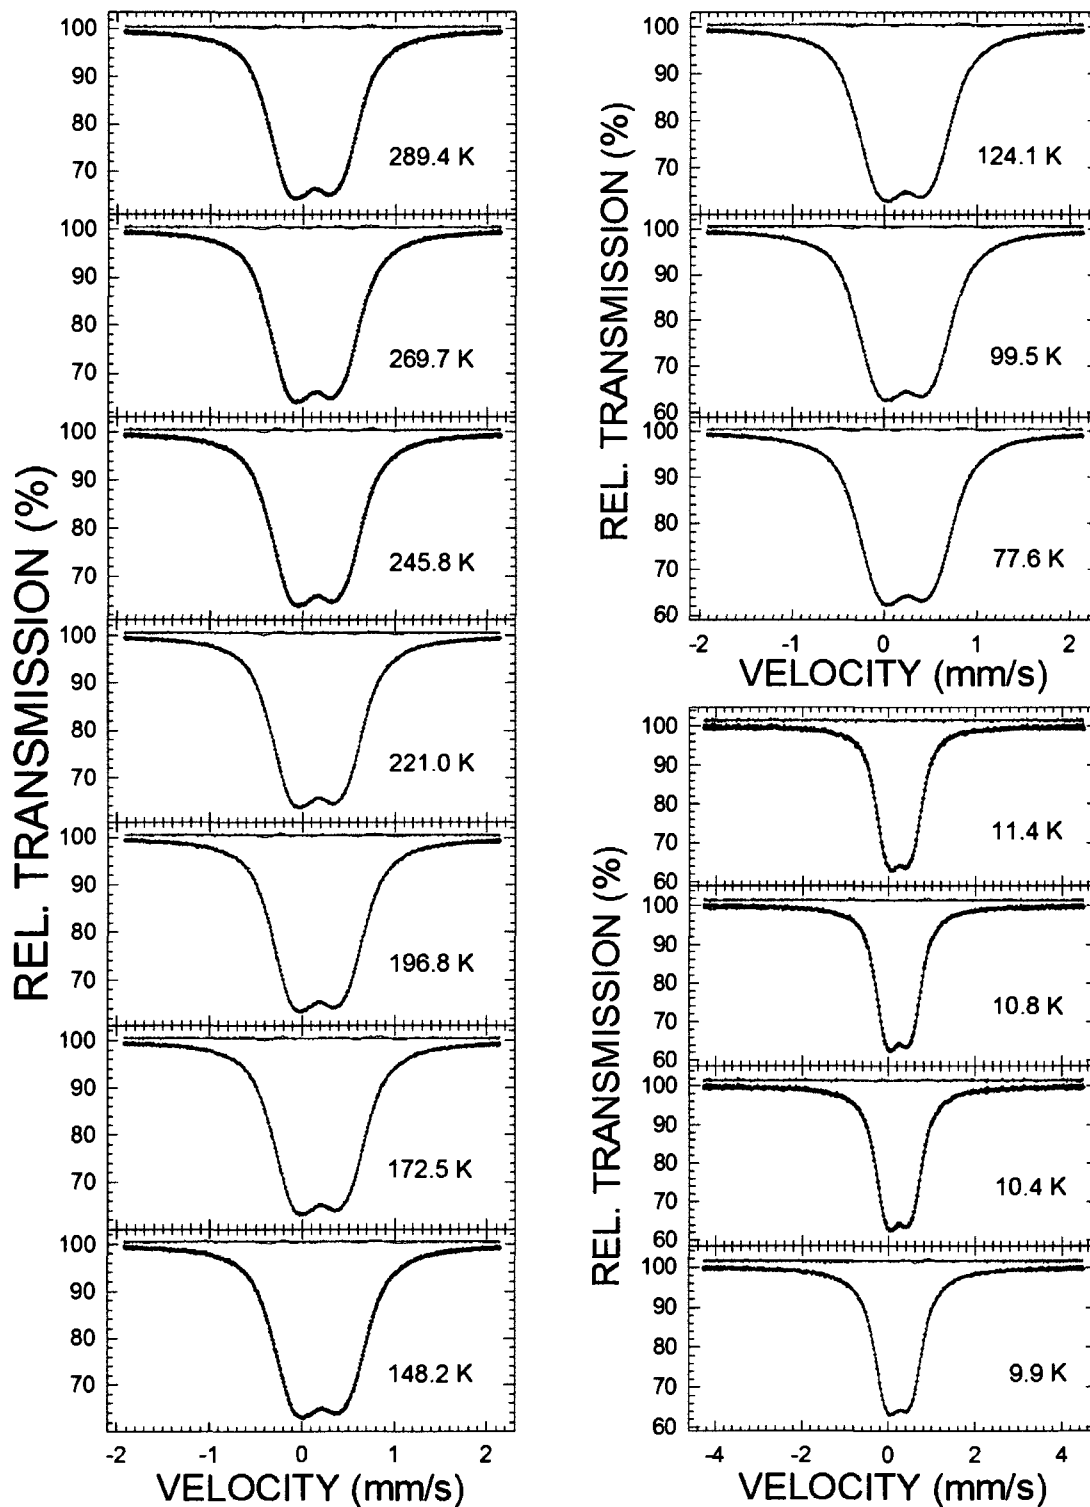 REL. TRANSMISSION (%)
100
90
80
70
289.4 K
100
90
80
70
269.7 K
100
90
80
70
245.8 K
100
90
80
70
221.0 K
100
90
80
70
196.8 K
100
90
80
70
172.5 K
100
90
80
70
148.2 K
-2 -1 0 1 2
VELOCITY (mm/s)
REL. TRANSMISSION (%)
100
90
80
70
124.1 K
100
90
80
70
60
99.5 K
100
90
80
70
60
77.6 K
-2 -1 0 1 2
VELOCITY (mm/s)
REL. TRANSMISSION (%)
100
90
80
70
60
11.4 K
100
90
80
70
60
10.8 K
100
90
80
70
60
10.4 K
100
90
80
70
60
9.9 K
-4 -2 0 2 4
VELOCITY (mm/s)